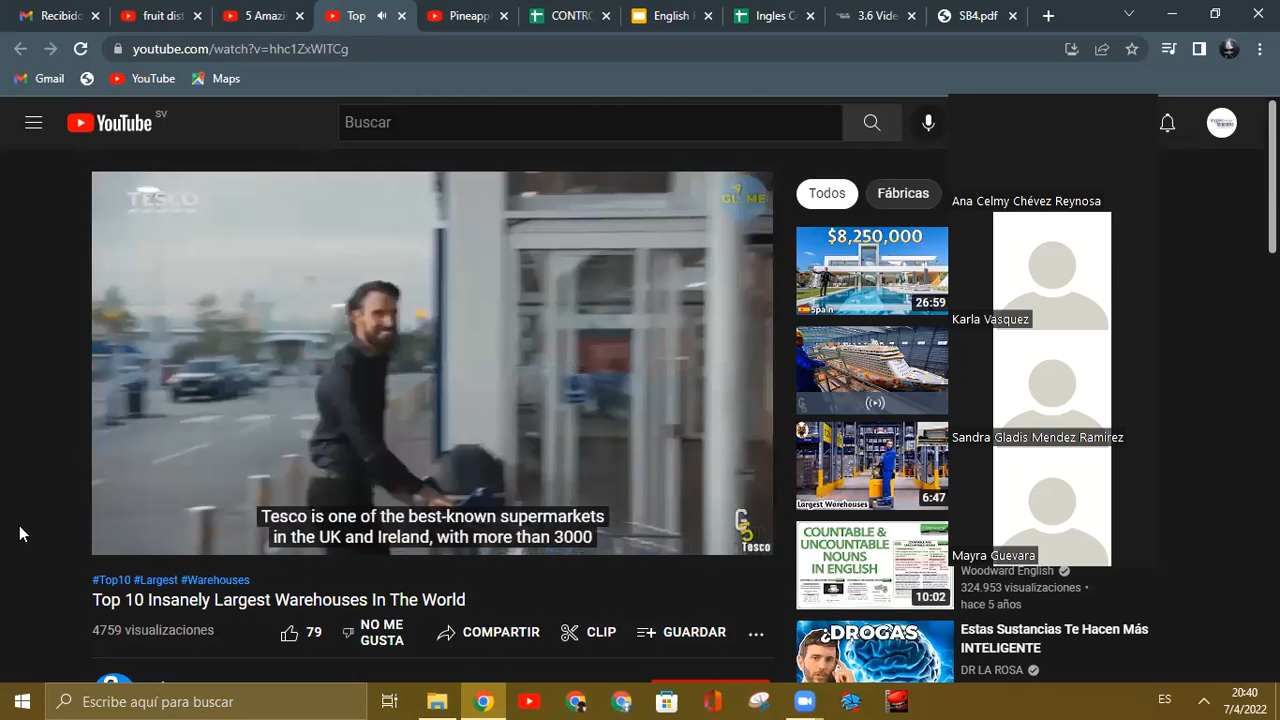 Recibido
fruit dist
5 Amazi
Top
Pineapp
CONTRO
English
Ingles C
3.6 Vide
SB4.pdf
youtube.com/watch?v=hhc1ZxWITCg
Gmail
YouTube
Maps
YouTube SV
Buscar
TESCO
Tesco is one of the best-known supermarkets
in the UK and Ireland, with more than 3000
Tesco
#Top10 #Largest #Warehouses
Top 10 Insanely Largest Warehouses In The World
4759 visualizaciones
79
NO ME
GUSTA
COMPARTIR
CLIP
GUARDAR
Todos
Fábricas
$8,250,000
Spain
26:59
Largest Warehouses
6:47
COUNTABLE &
UNCOUNTABLE
NOUNS
IN ENGLISH
10:02
¿DROGAS
Ana Celmy Chévez Reynosa
Karla Vasquez
Sandra Gladis Mendez Ramirez
Mayra Guevara
Woodward English
324,953 visualizaciones •
hace 5 años
Estas Sustancias Te Hacen Más
INTELIGENTE
DR LA ROSA
Escribe aquí para buscar
ES
20:40
7/4/2022